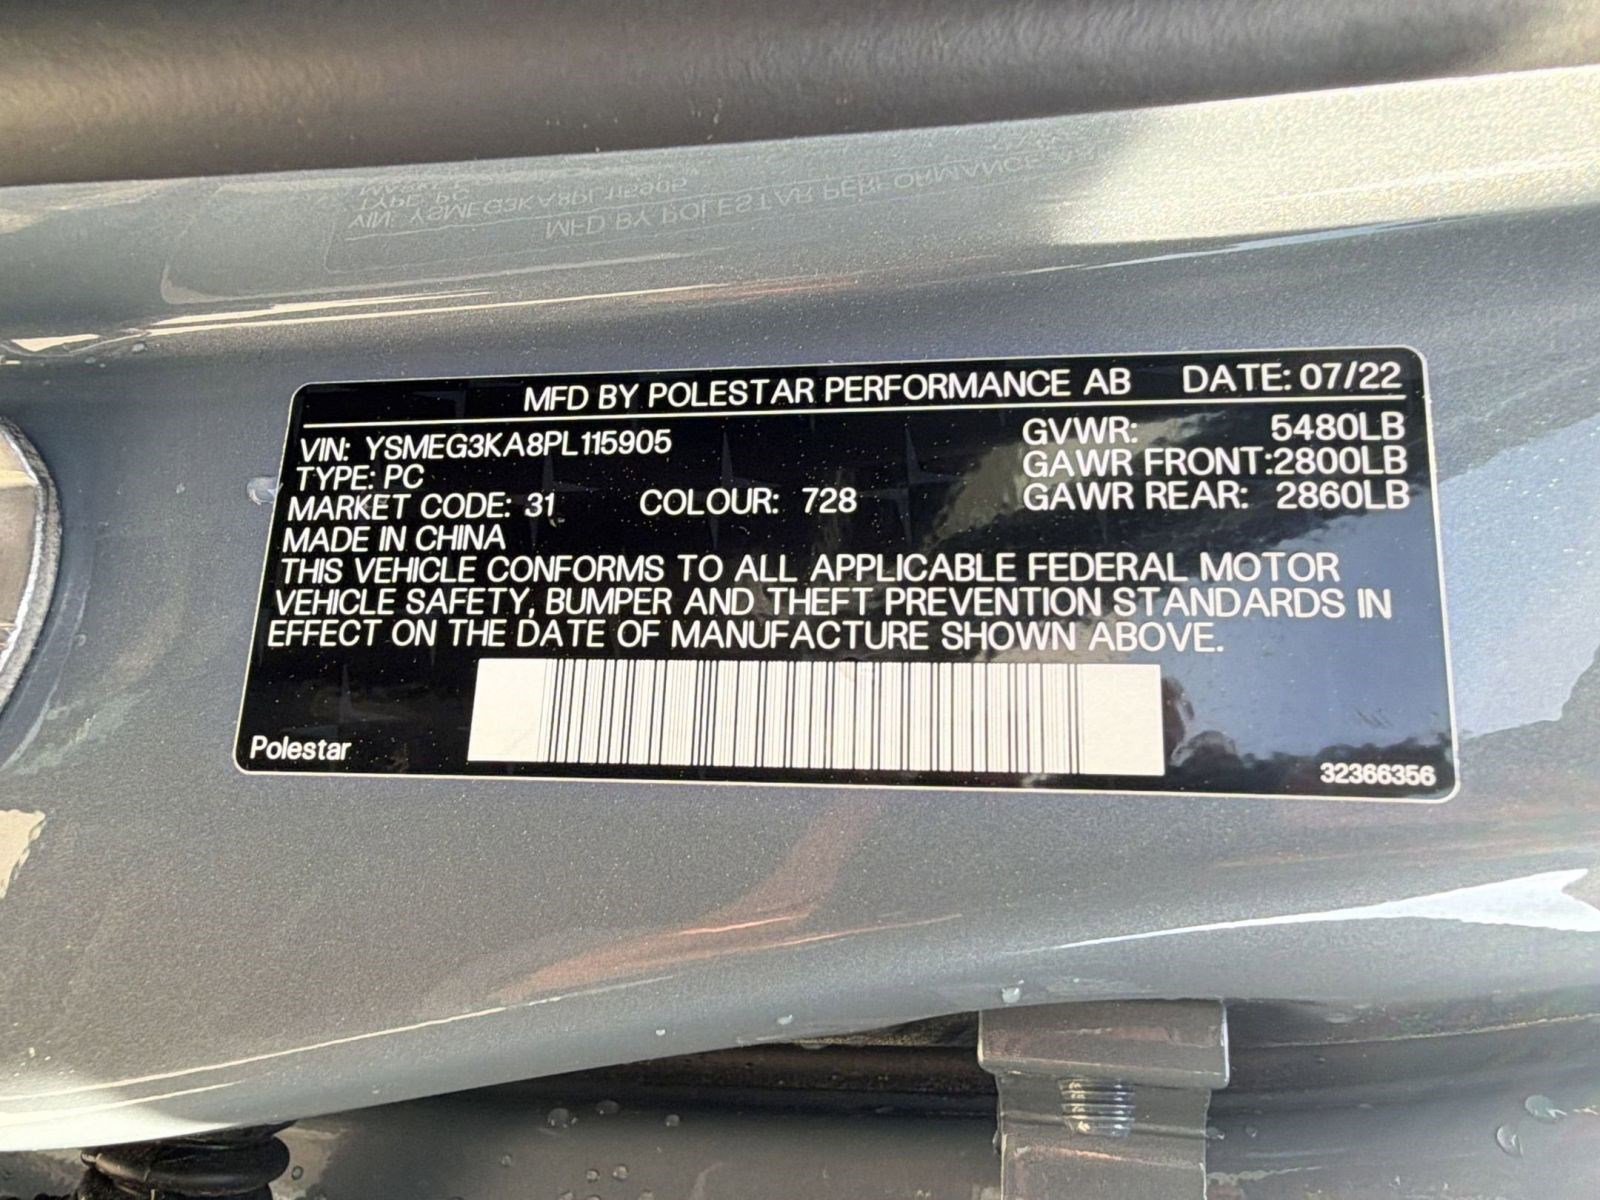 MFD BY POLESTAR PERFORMANCE AB DATE: 07/22
VIN: YSMEG3KA8PL115905 GVWR: 5480LB
TYPE: PC GAWR FRONT: 2800LB
MARKET CODE: 31 COLOUR: 728 GAWR REAR: 2860LB
MADE IN CHINA
THIS VEHICLE CONFORMS TO ALL APPLICABLE FEDERAL MOTOR
VEHICLE SAFETY, BUMPER AND THEFT PREVENTION STANDARDS IN
EFFECT ON THE DATE OF MANUFACTURE SHOWN ABOVE.
Polestar
32366356